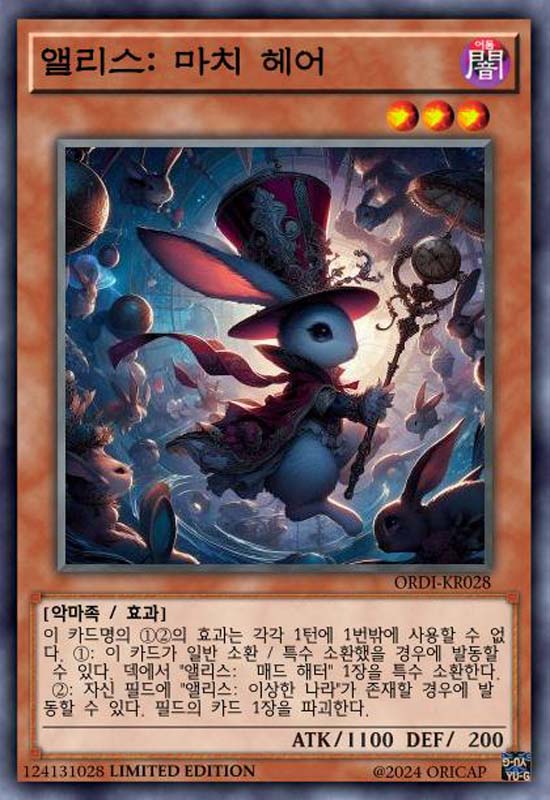 앨리스: 마치 헤어
어둠
闇
ORDI-KR028
[악마족 / 효과]
이 카드명의 ①②의 효과는 각각 1턴에 1번밖에 사용할 수 없
다. ①: 이 카드가 일반 소환 / 특수 소환했을 경우에 발동할
수 있다. 덱에서 "앨리스: 매드 해터" 1장을 특수 소환한다.
②: 자신 필드에 "앨리스: 이상한 나라"가 존재할 경우에 발
동할 수 있다. 필드의 카드 1장을 파괴한다.
ATK/1100 DEF/ 200
124131028 LIMITED EDITION
©2024 ORICAP
YU-G
YU-G